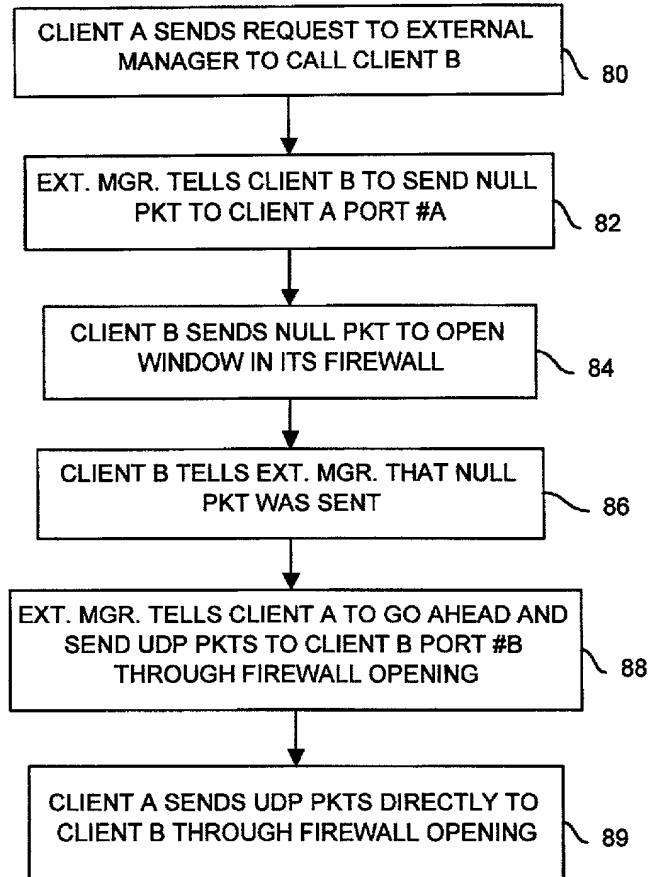 CLIENT A SENDS REQUEST TO EXTERNAL
MANAGER TO CALL CLIENT B
80
EXT. MGR. TELLS CLIENT B TO SEND NULL
PKT TO CLIENT A PORT #A
82
CLIENT B SENDS NULL PKT TO OPEN
WINDOW IN ITS FIREWALL
84
CLIENT B TELLS EXT. MGR. THAT NULL
PKT WAS SENT
86
EXT. MGR. TELLS CLIENT A TO GO AHEAD AND
SEND UDP PKTS TO CLIENT B PORT #B
THROUGH FIREWALL OPENING
88
CLIENT A SENDS UDP PKTS DIRECTLY TO
CLIENT B THROUGH FIREWALL OPENING
89